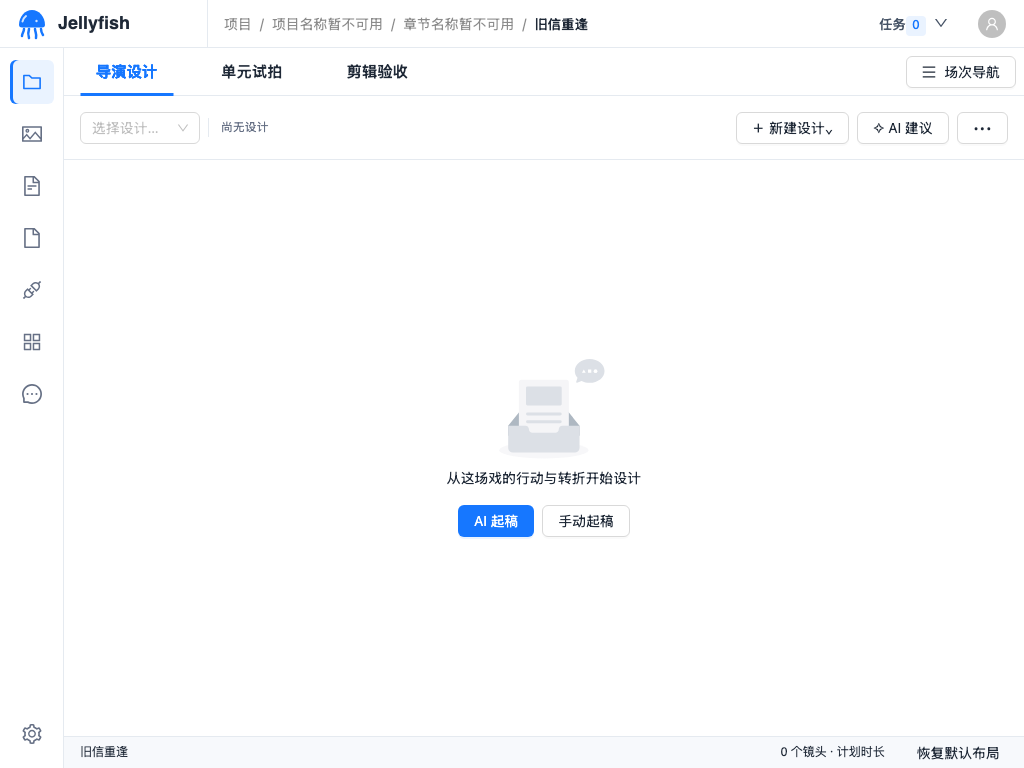 Jellyfish
项目 / 项目名称暂不可用 / 章节名称暂不可用 / 旧信重逢
任务 0
导演设计 单元试拍 剪辑验收
场次导航
选择设计... 尚无设计
+ 新建设计 AI 建议 ...
从这场戏的行动与转折开始设计
AI 起稿 手动起稿
旧信重逢 0 个镜头 · 计划时长 恢复默认布局